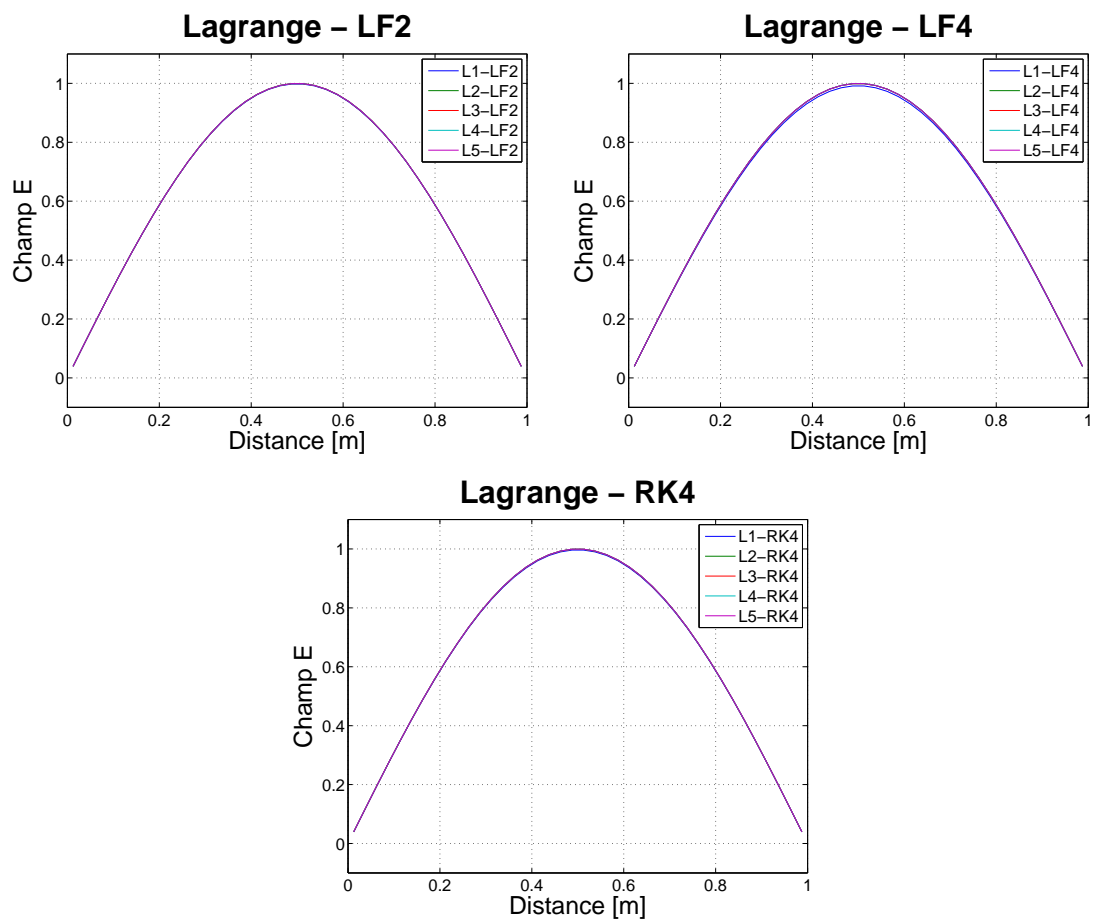 Lagrange – LF2
Champ E
1
0.8
0.6
0.4
0.2
0
0
0.2
0.4
0.6
0.8
1
Distance [m]
L1–LF2
L2–LF2
L3–LF2
L4–LF2
L5–LF2
Lagrange – LF4
Champ E
1
0.8
0.6
0.4
0.2
0
0
0.2
0.4
0.6
0.8
1
Distance [m]
L1–LF4
L2–LF4
L3–LF4
L4–LF4
L5–LF4
Lagrange – RK4
Champ E
1
0.8
0.6
0.4
0.2
0
0
0.2
0.4
0.6
0.8
1
Distance [m]
L1–RK4
L2–RK4
L3–RK4
L4–RK4
L5–RK4